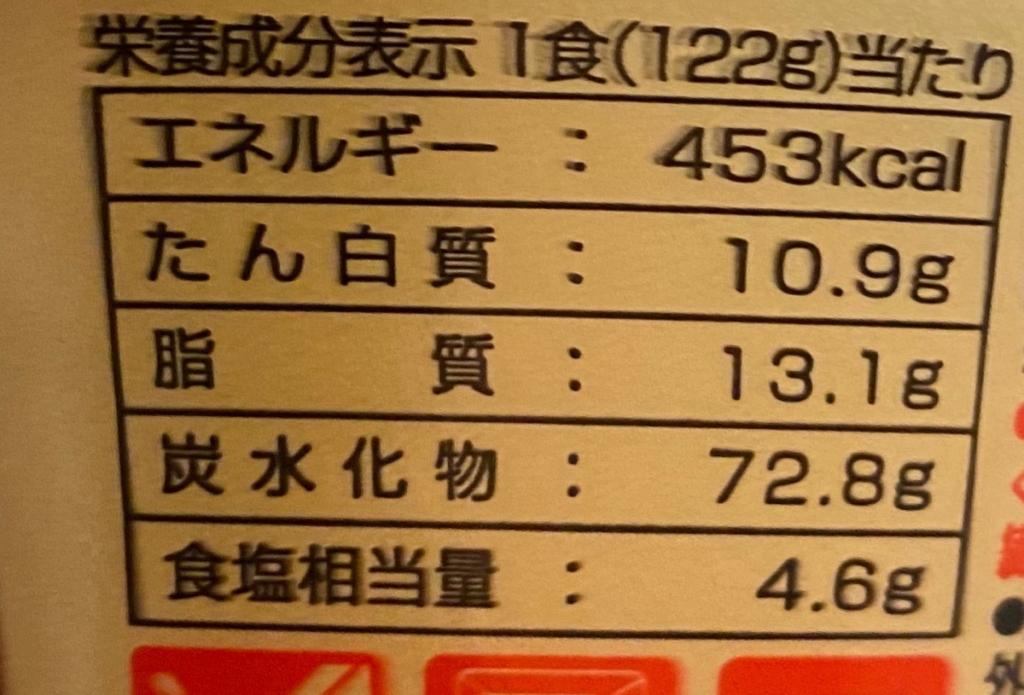 栄養成分表示 1食(122g)当たり
エネルギー : 453kcal
たん白質 : 10.9g
脂質 : 13.1g
炭水化物 : 72.8g
食塩相当量 : 4.6g